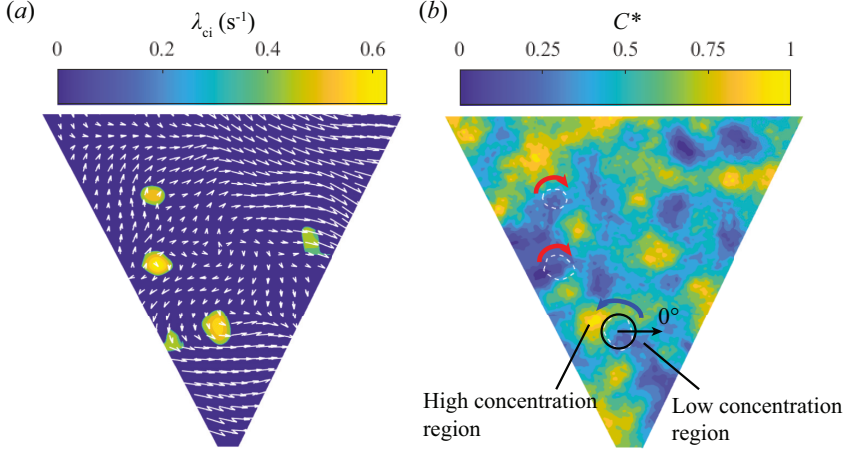 (a)
λci (s-1)
0 0.2 0.4 0.6
(b)
C*
0 0.25 0.50 0.75 1
0°
High concentration
region
Low concentration
region